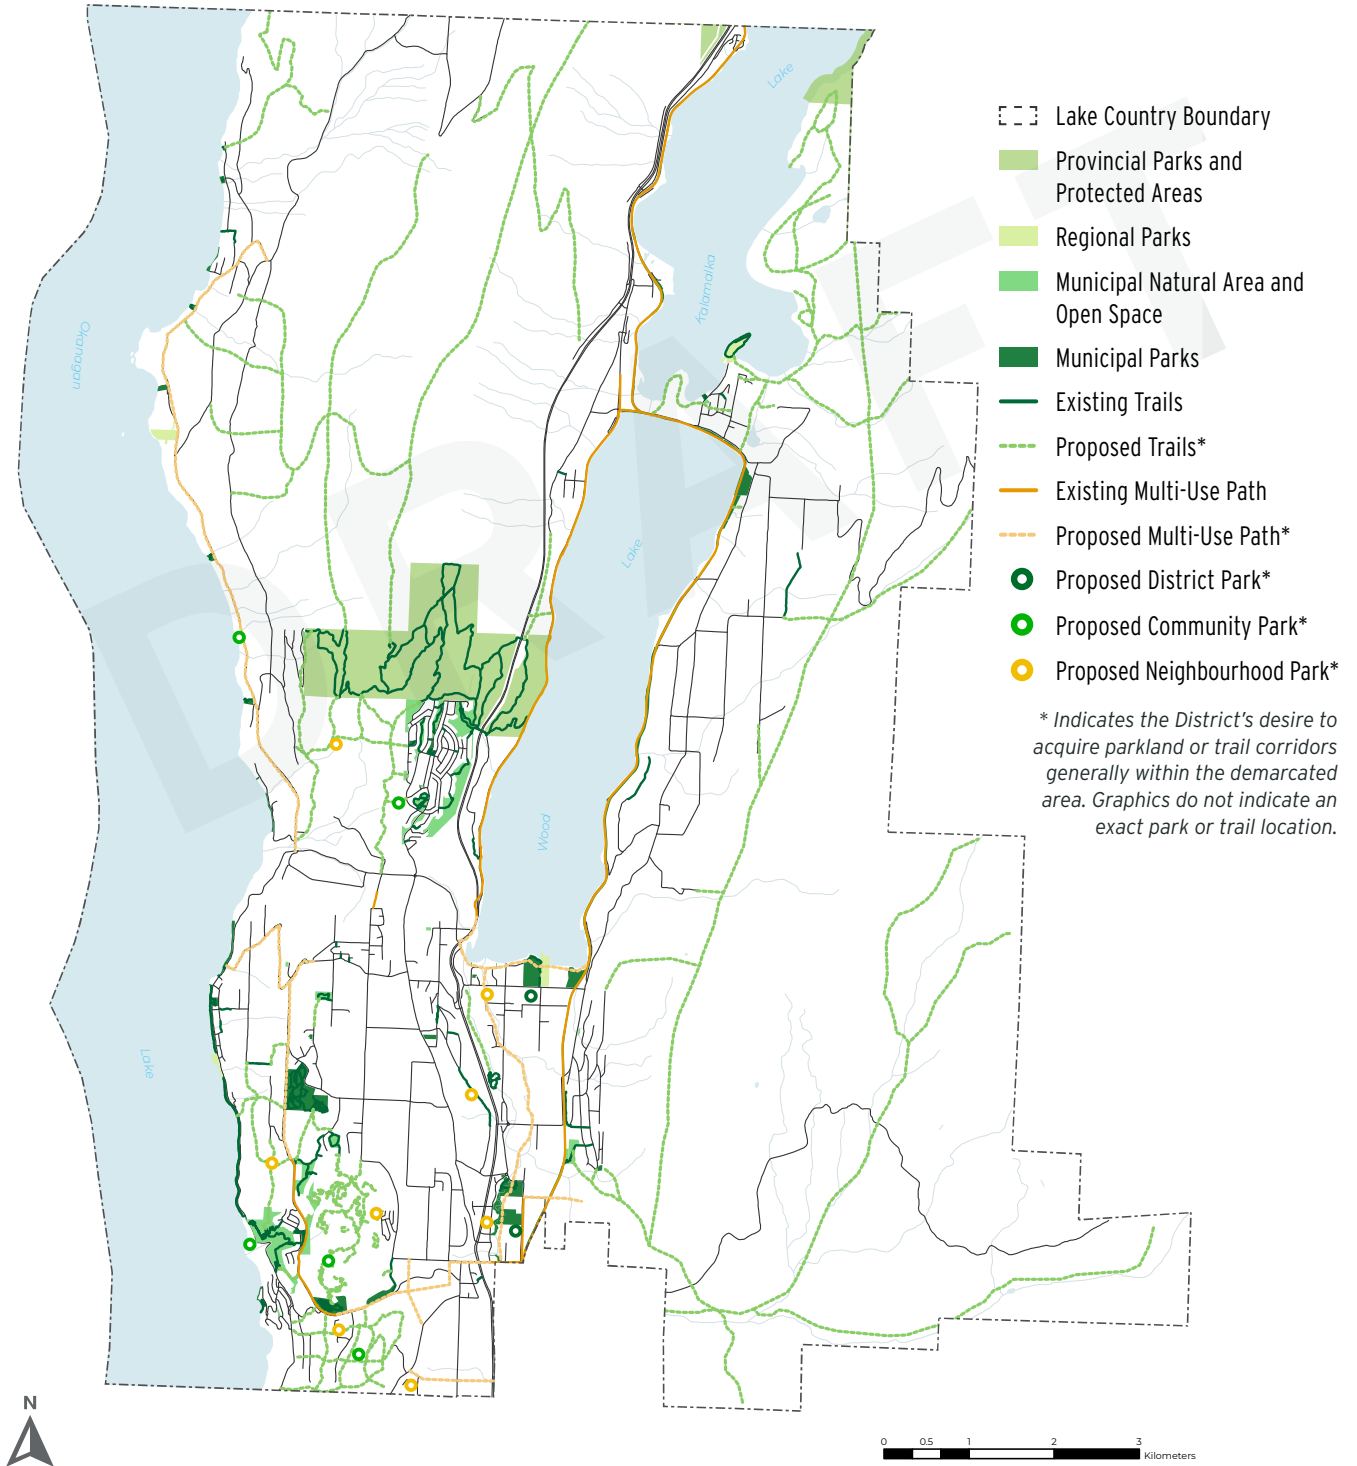 Lake
Kalamalka
Okanagan
Lake
Wood
Lake
DRAFT
Lake Country Boundary
Provincial Parks and
Protected Areas
Regional Parks
Municipal Natural Area and
Open Space
Municipal Parks
Existing Trails
Proposed Trails*
Existing Multi-Use Path
Proposed Multi-Use Path*
Proposed District Park*
Proposed Community Park*
Proposed Neighbourhood Park*
* Indicates the District's desire to
acquire parkland or trail corridors
generally within the demarcated
area. Graphics do not indicate an
exact park or trail location.
N
0 0.5 1 2 3
Kilometers